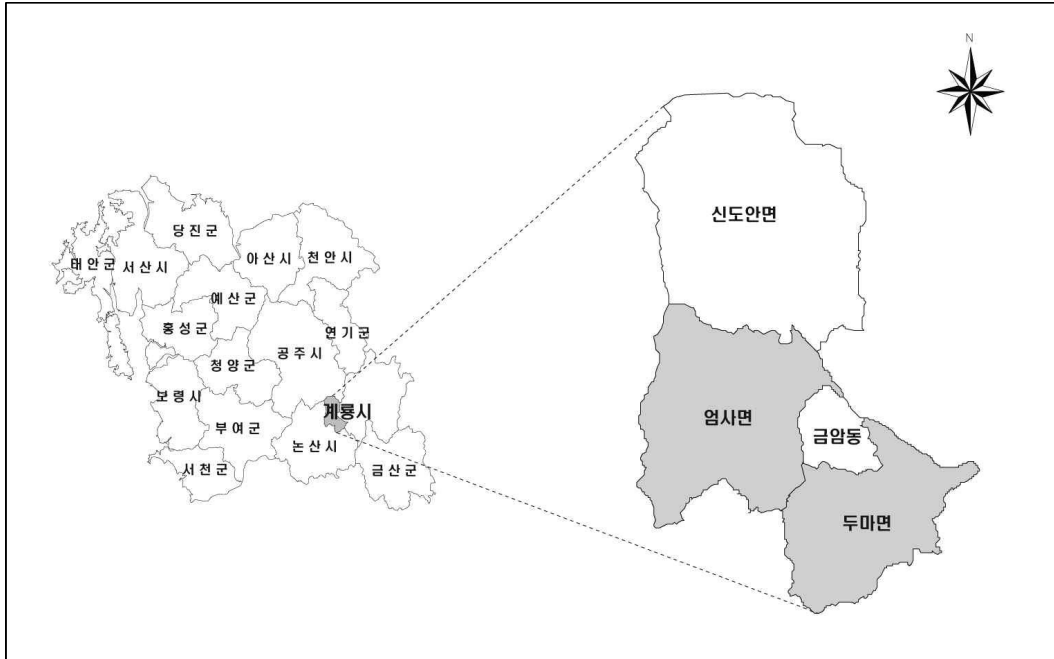 N
신도안면
당진군
아산시
천안시
태안군
서산시
예산군
홍성군
연기군
공주시
청양군
보령시
계룡시
부여군
논산시
서천군
금산군
엄사면
금암동
두마면